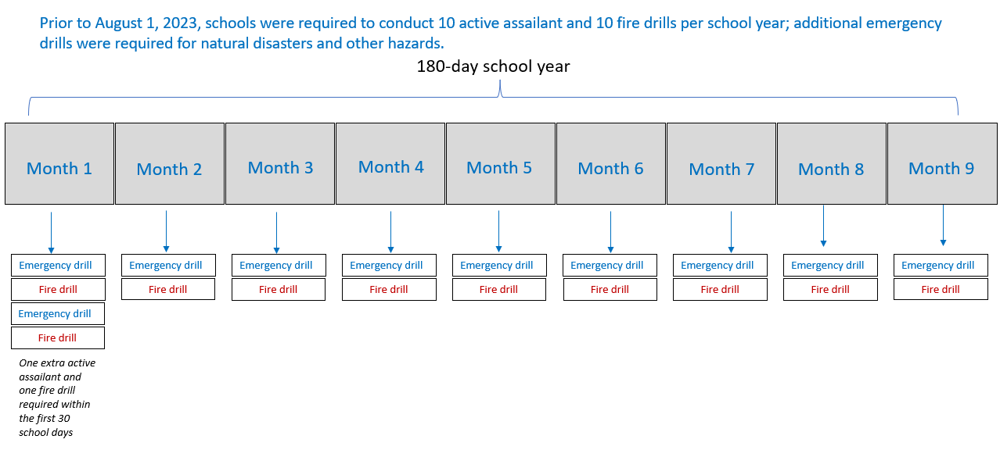 Prior to August 1, 2023, schools were required to conduct 10 active assailant and 10 fire drills per school year; additional emergency
drills were required for natural disasters and other hazards.
180-day school year
Month 1 Month 2 Month 3 Month 4 Month 5 Month 6 Month 7 Month 8 Month 9
Emergency drill Emergency drill Emergency drill Emergency drill Emergency drill Emergency drill Emergency drill Emergency drill Emergency drill
Fire drill Fire drill Fire drill Fire drill Fire drill Fire drill Fire drill Fire drill Fire drill
Emergency drill
Fire drill
One extra active
assailant and
one fire drill
required within
the first 30
school days